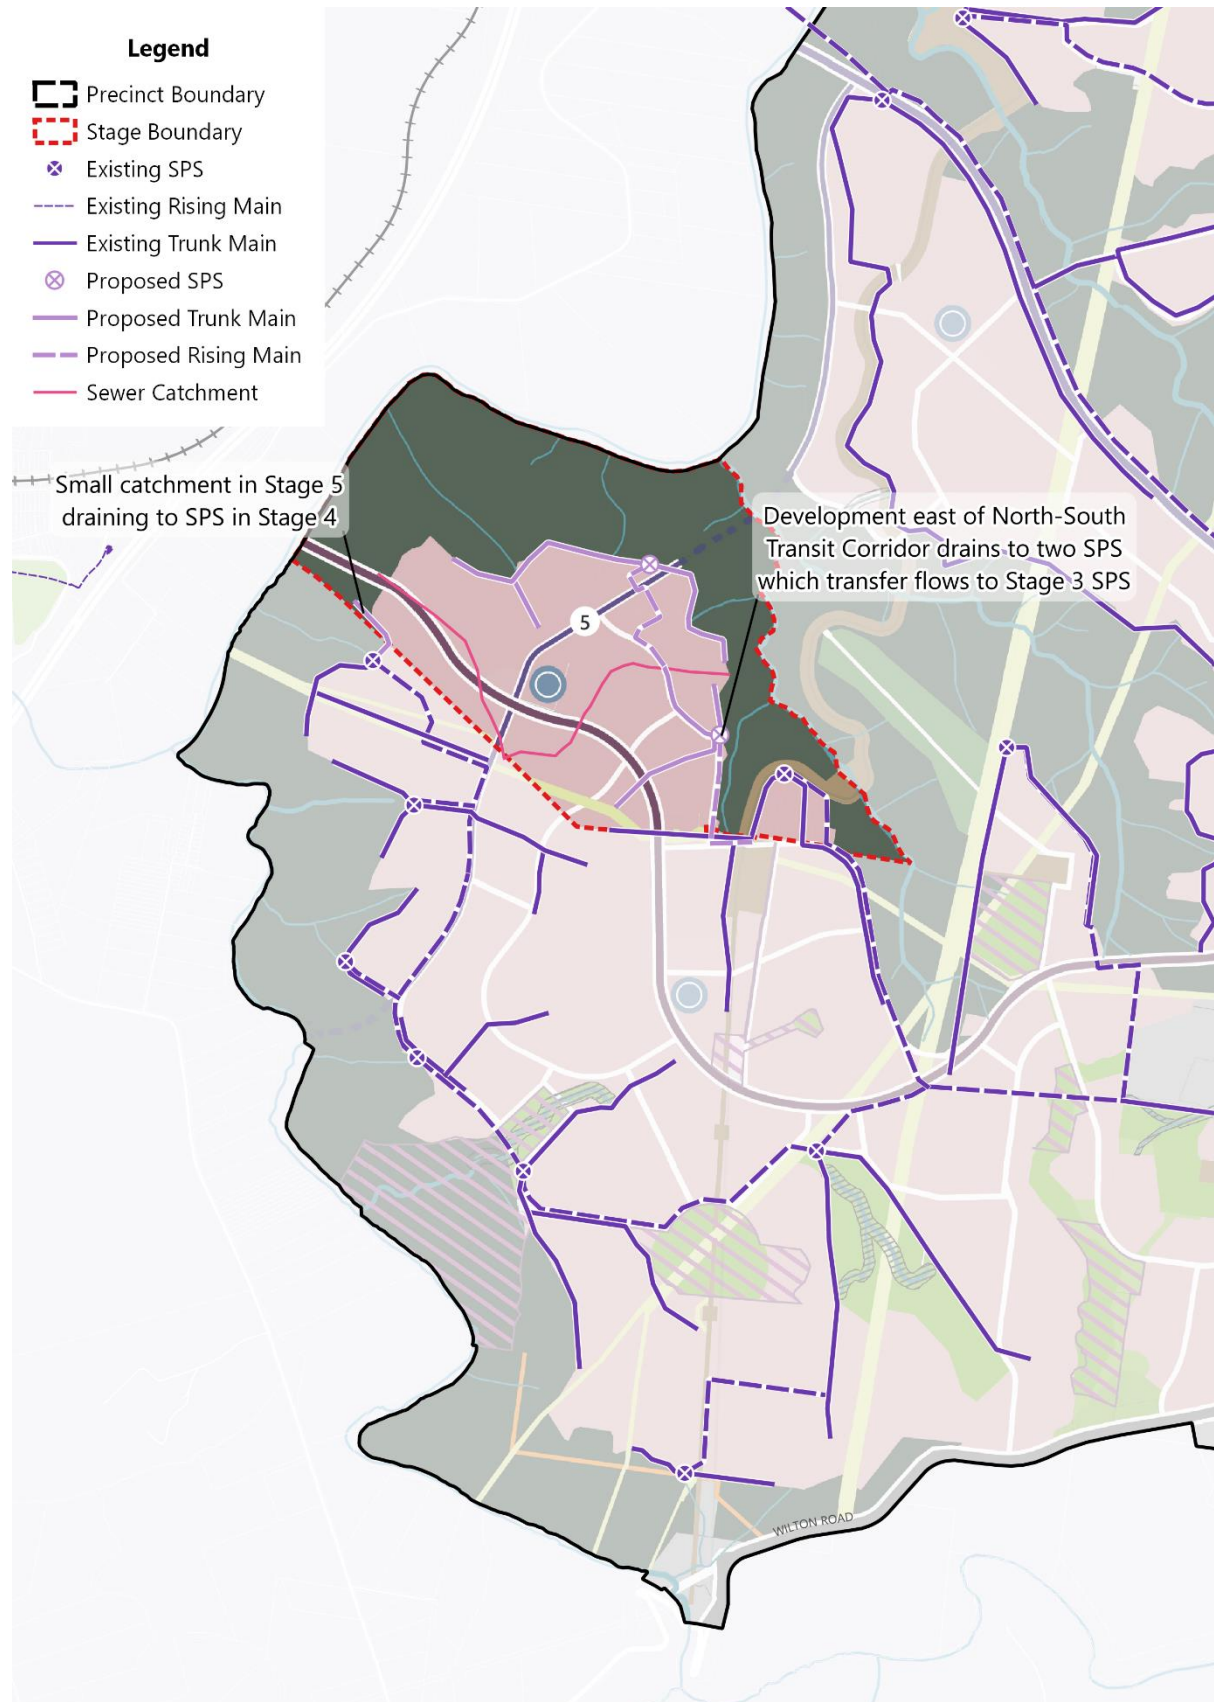 Legend
Precinct Boundary
Stage Boundary
Existing SPS
Existing Rising Main
Existing Trunk Main
Proposed SPS
Proposed Trunk Main
Proposed Rising Main
Sewer Catchment
Small catchment in Stage 5
draining to SPS in Stage 4
Development east of North-South
Transit Corridor drains to two SPS
which transfer flows to Stage 3 SPS
5
WILTON ROAD